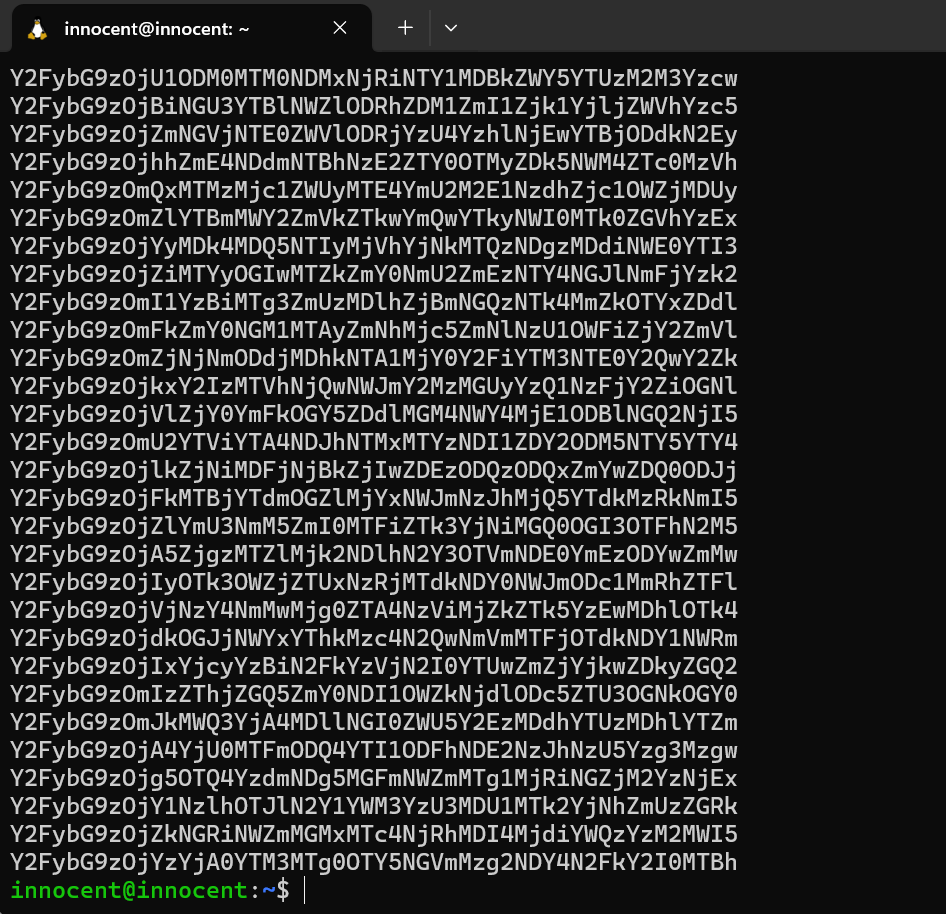 innocent@innocent: ~
Y2FybG9zOjU1ODM0MTM0NDMxNjRiNTY1MDBkZWY5YTUzM2M3Yzcw
Y2FybG9zOjBiNGU3YTBlNWZlODRhZDM1ZmI1Zjk1YjljZWVhYzc5
Y2FybG9zOjZmNGVjNTE0ZWVlODRjYzU4YzhlNjEwYTBjODdkN2Ey
Y2FybG9zOjhhZmE4NDdmNTBhNzE2ZTY0OTMyZDk5NWM4ZTc0MzVh
Y2FybG9zOmQxMTMzMjc1ZWUyMTE4YmU2M2E1NzdhZjc1OWZjMDUy
Y2FybG9zOmZlYTBmMWY2ZmVkZTkwYmQwYTkyNWI0MTk0ZGVhYzEx
Y2FybG9zOjYyMDk4MDQ5NTIyMjVhYjNkMTQzNDgzMDdiNWE0YTI3
Y2FybG9zOjZiMTYyOGIwMTZkZmY0NmU2ZmEzNTY4NGJlNmFjYzk2
Y2FybG9zOmI1YzBiMTg3ZmUzMDlhZjBmNGQzNTk4MmZkOTYxZDdl
Y2FybG9zOmFkZmY0NGM1MTAyZmNhMjc5ZmNlNzU1OWFiZjY2ZmVl
Y2FybG9zOmZjNjNmODdjMDhkNTA1MjY0Y2FiYTM3NTE0Y2QwY2Zk
Y2FybG9zOjkxY2IzMTVhNjQwNWJmY2MzMGUyYzQ1NzFjY2ZiOGNl
Y2FybG9zOjVlZjY0YmFkOGY5ZDdlMGM4NWY4MjE1ODBlNGQ2NjI5
Y2FybG9zOmU2YTViYTA4NDJhNTMxMTYzNDI1ZDY2ODM5NTY5YTY4
Y2FybG9zOjlkZjNiMDFjNjBkZjIwZDEzODQzODQxZmYwZDQ0ODJj
Y2FybG9zOjFkMTBjYTdmOGZlMjYxNWJmNzJhMjQ5YTdkMzRkNmI5
Y2FybG9zOjZlYmU3NmM5ZmI0MTFiZTk3YjNiMGQ0OGI3OTFhN2M5
Y2FybG9zOjA5ZjgzMTZlMjk2NDlhN2Y3OTVmNDE0YmEzODYwZmMw
Y2FybG9zOjIyOTk3OWZjZTUxNzRjMTdkNDY0NWJmODc1MmRhZTFl
Y2FybG9zOjVjNzY4NmMwMjg0ZTA4NzViMjZkZTk5YzEwMDhlOTk4
Y2FybG9zOjdkOGJjNWYxYThkMzc4N2QwNmVmMTFjOTdkNDY1NWRm
Y2FybG9zOjIxYjcyYzBiN2FkYzVjN2I0YTUwZmZjYjkwZDkyZGQ2
Y2FybG9zOmIzZThjZGQ5ZmY0NDI1OWZkNjdlODc5ZTU3OGNkOGY0
Y2FybG9zOmJkMWQ3YjA4MDllNGI0ZWU5Y2EzMDdhYTUzMDhlYTZm
Y2FybG9zOjA4YjU0MTFmODQ4YTI1ODFhNDE2NzJhNzU5Yzg3Mzgw
Y2FybG9zOjg5OTQ4YzdmNDg5MGFmNWZmMTg1MjRiNGZjM2YzNjEx
Y2FybG9zOjY1NzlhOTJlN2Y1YWM3YzU3MDU1MTk2YjNhZmUzZGRk
Y2FybG9zOjZkNGRiNWZmMGMxMTc4NjRhMDI4MjdiYWQzYzM2MWI5
Y2FybG9zOjYzYjA0YTM3MTg0OTY5NGVmMzg2NDY4N2FkY2I0MTBh
innocent@innocent:~$